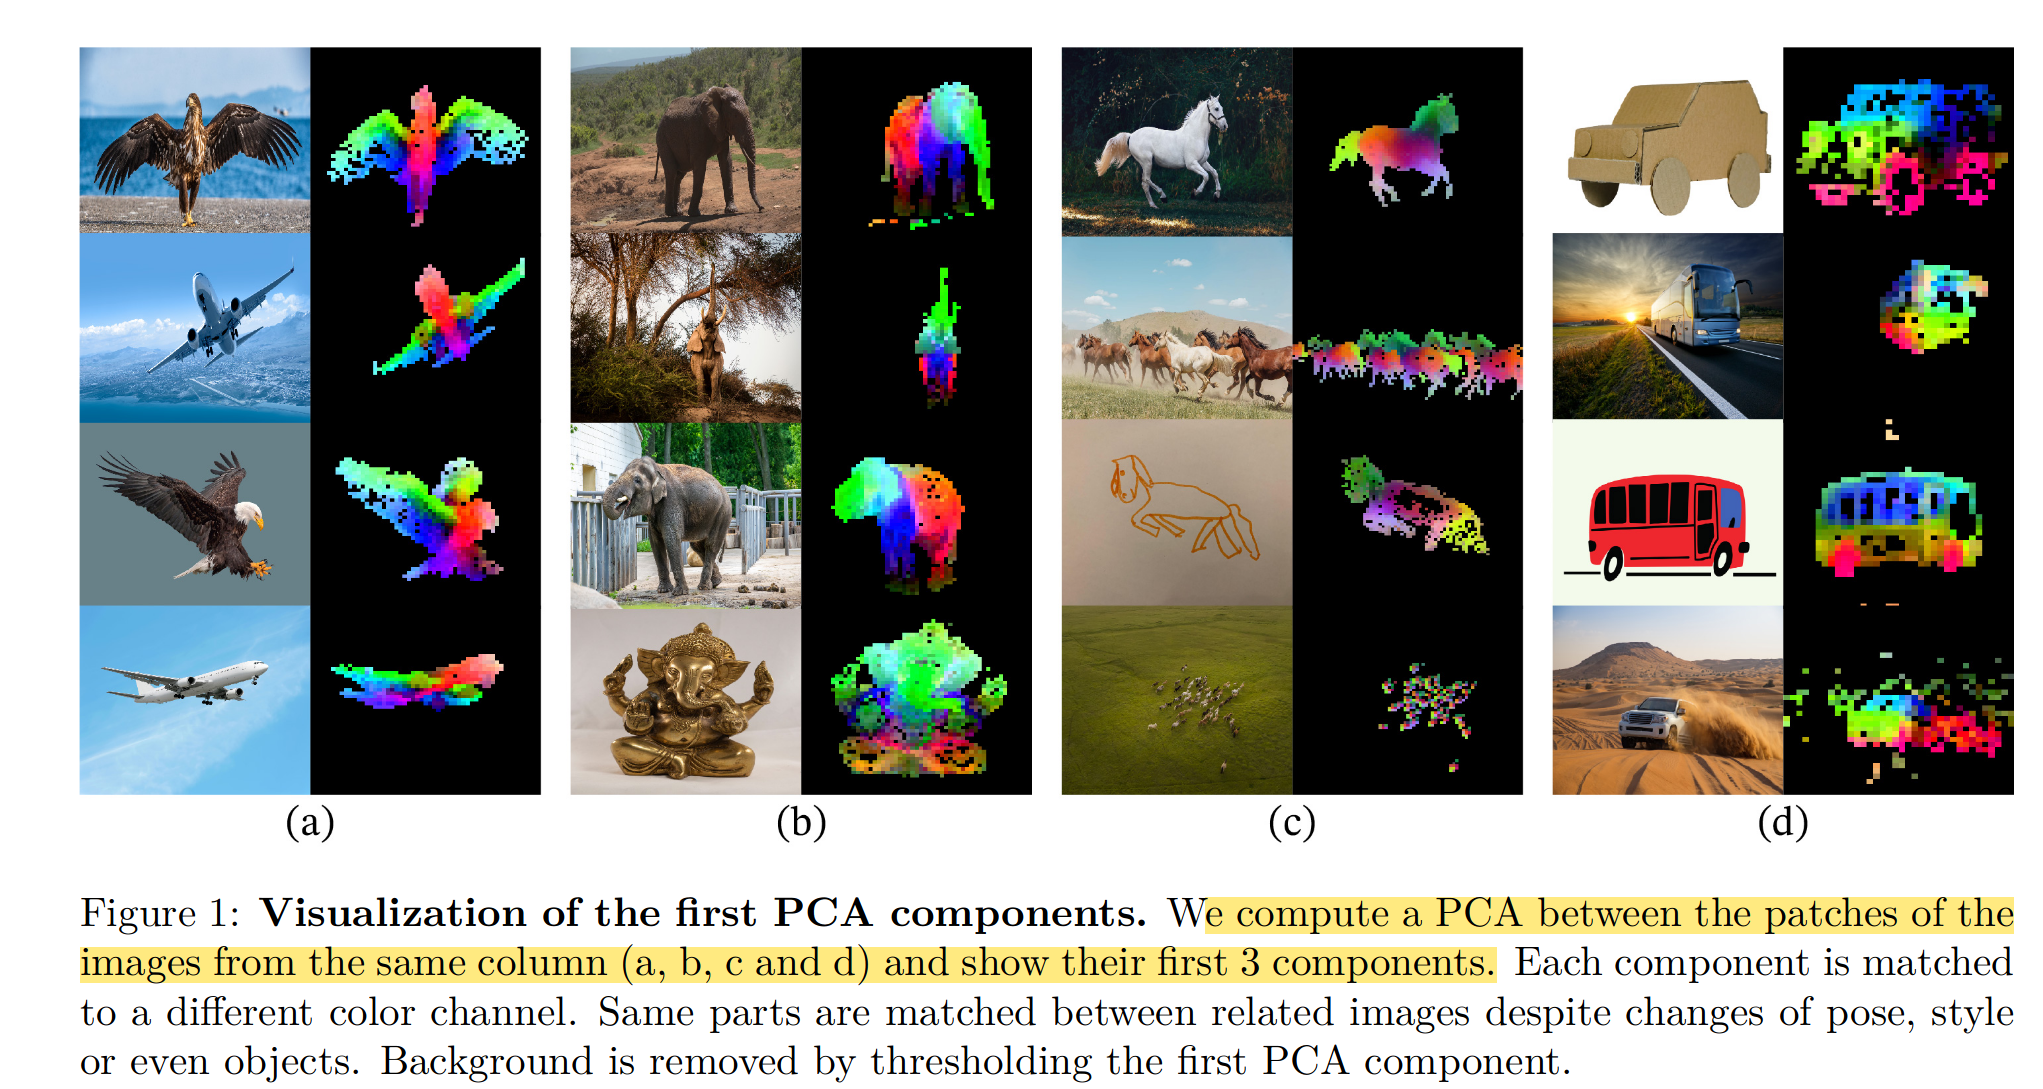 (a) (b) (c) (d)
Figure 1: Visualization of the first PCA components. We compute a PCA between the patches of the
images from the same column (a, b, c and d) and show their first 3 components. Each component is matched
to a different color channel. Same parts are matched between related images despite changes of pose, style
or even objects. Background is removed by thresholding the first PCA component.